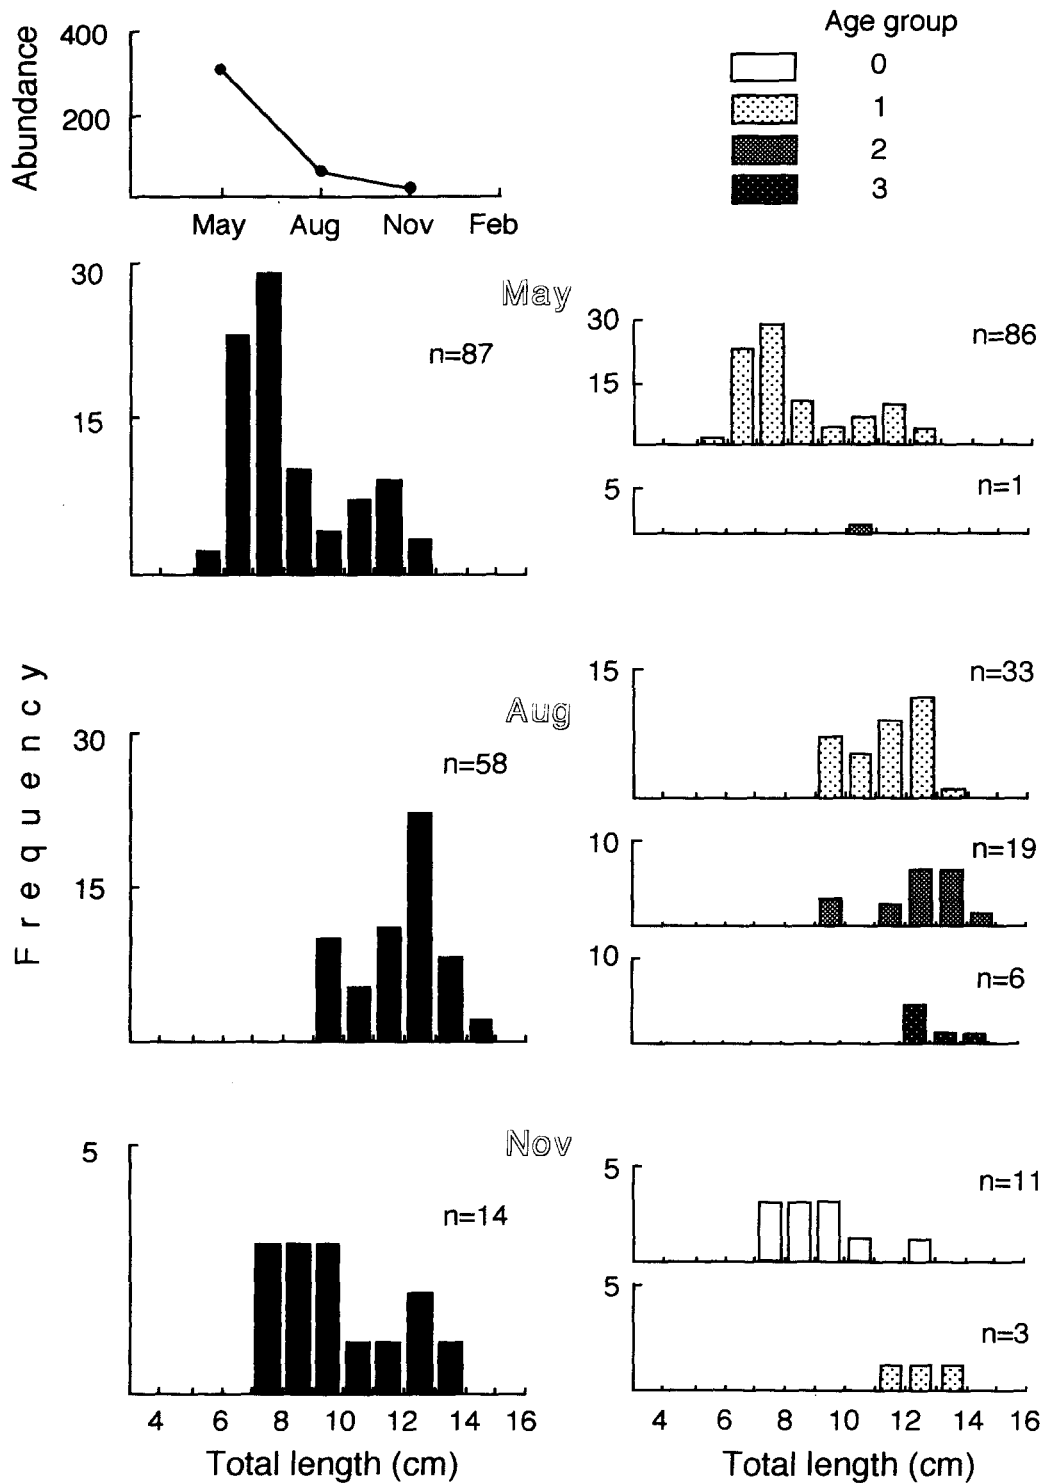 Abundance
400
200
May Aug Nov Feb
Age group
0
1
2
3
Frequency
May
30
15
n=87
30
15
n=86
5
n=1
Aug
30
15
n=58
15
n=33
10
n=19
10
n=6
Nov
5
n=14
5
n=11
5
n=3
4 6 8 10 12 14 16
Total length (cm)
4 6 8 10 12 14 16
Total length (cm)